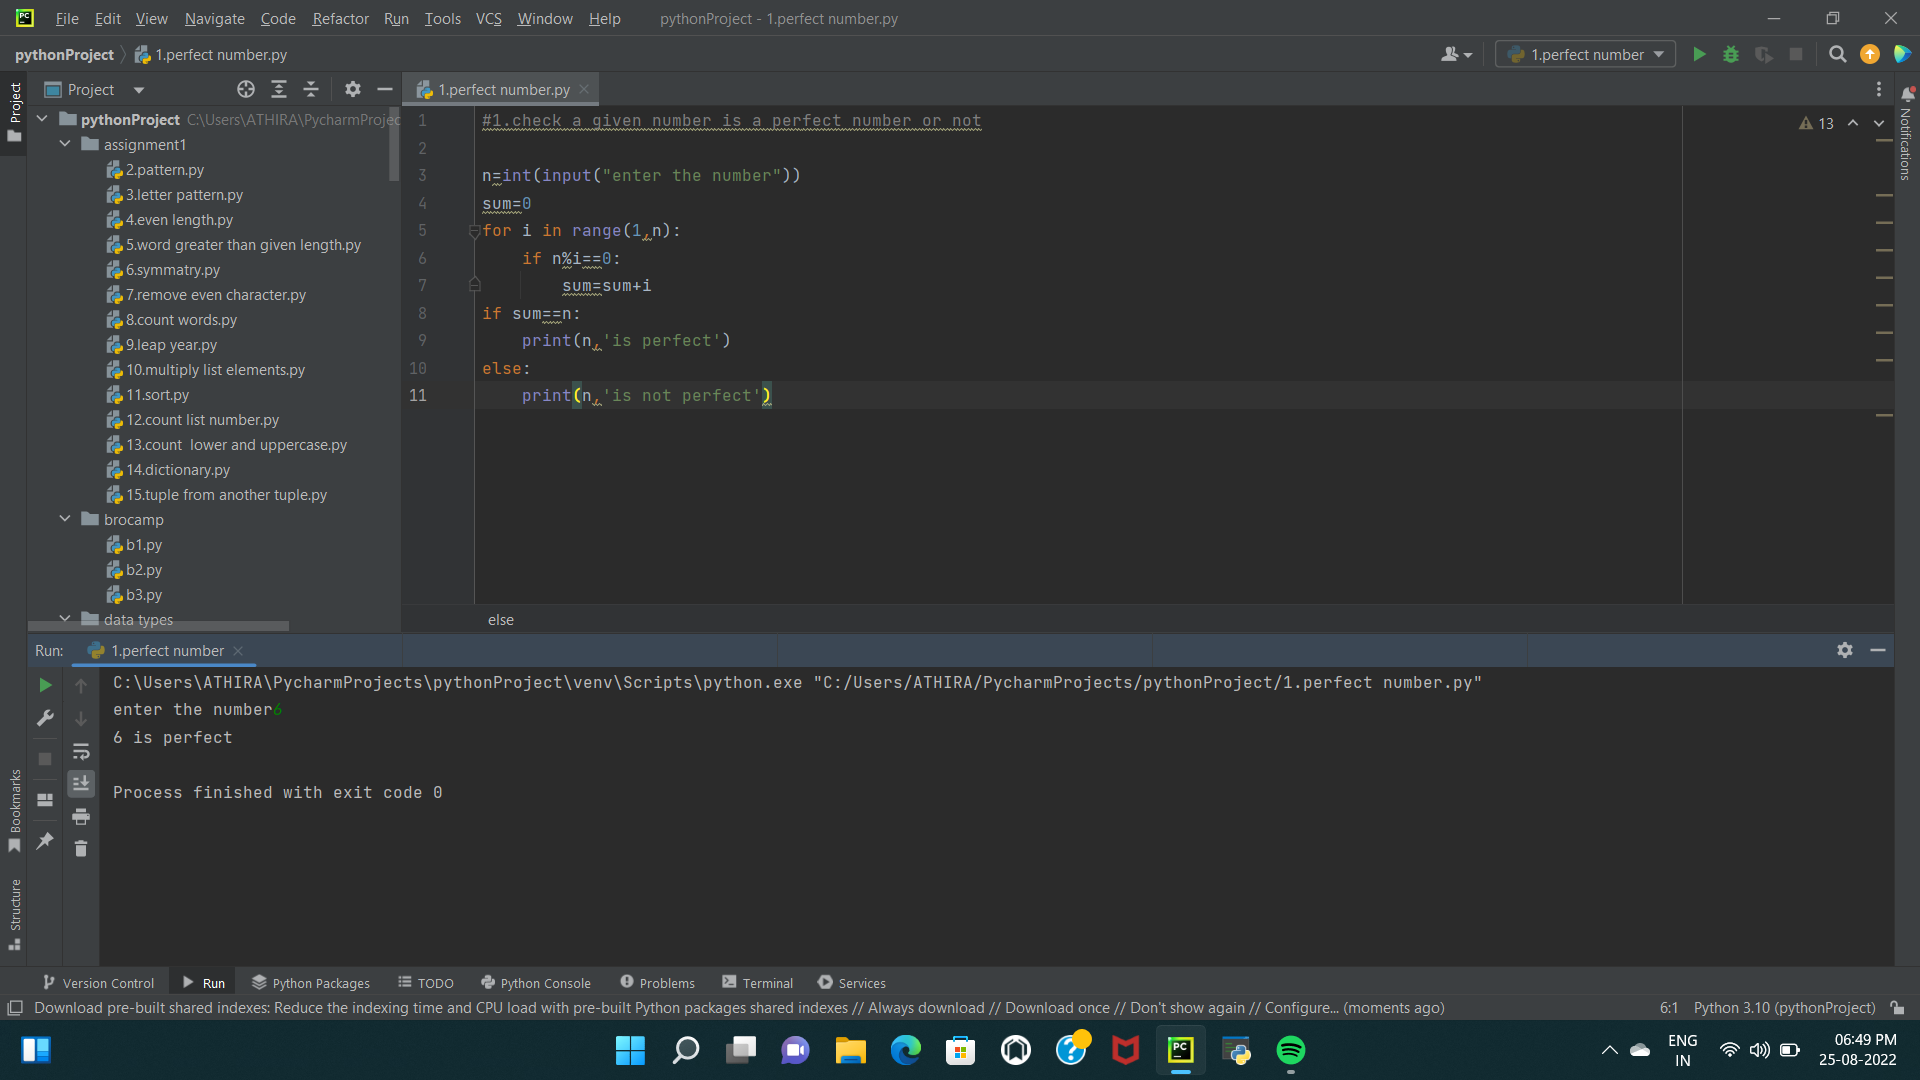 File Edit View Navigate Code Refactor Run Tools VCS Window Help pythonProject - 1.perfect number.py
pythonProject 1.perfect number.py 1.perfect number
Project
Project
1.perfect number.py
Notifications
pythonProject C:\Users\ATHIRA\PycharmProjec
assignment1
2.pattern.py
3.letter pattern.py
4.even length.py
5.word greater than given length.py
6.symmatry.py
7.remove even character.py
8.count words.py
9.leap year.py
10.multiply list elements.py
11.sort.py
12.count list number.py
13.count  lower and uppercase.py
14.dictionary.py
15.tuple from another tuple.py
brocamp
b1.py
b2.py
b3.py
data types
13
1 #1.check a given number is a perfect number or not
2
3 n=int(input("enter the number"))
4 sum=0
5 for i in range(1,n):
6     if n%i==0:
7         sum=sum+i
8 if sum==n:
9     print(n,'is perfect')
10 else:
11     print(n,'is not perfect')
else
Run: 1.perfect number
C:\Users\ATHIRA\PycharmProjects\pythonProject\venv\Scripts\python.exe "C:/Users/ATHIRA/PycharmProjects/pythonProject/1.perfect number.py"
enter the number6
6 is perfect
Process finished with exit code 0
Bookmarks
Structure
Version Control Run Python Packages TODO Python Console Problems Terminal Services
Download pre-built shared indexes: Reduce the indexing time and CPU load with pre-built Python packages shared indexes // Always download // Download once // Don't show again // Configure... (moments ago) 6:1 Python 3.10 (pythonProject)
PC
ENG
IN
06:49 PM
25-08-2022